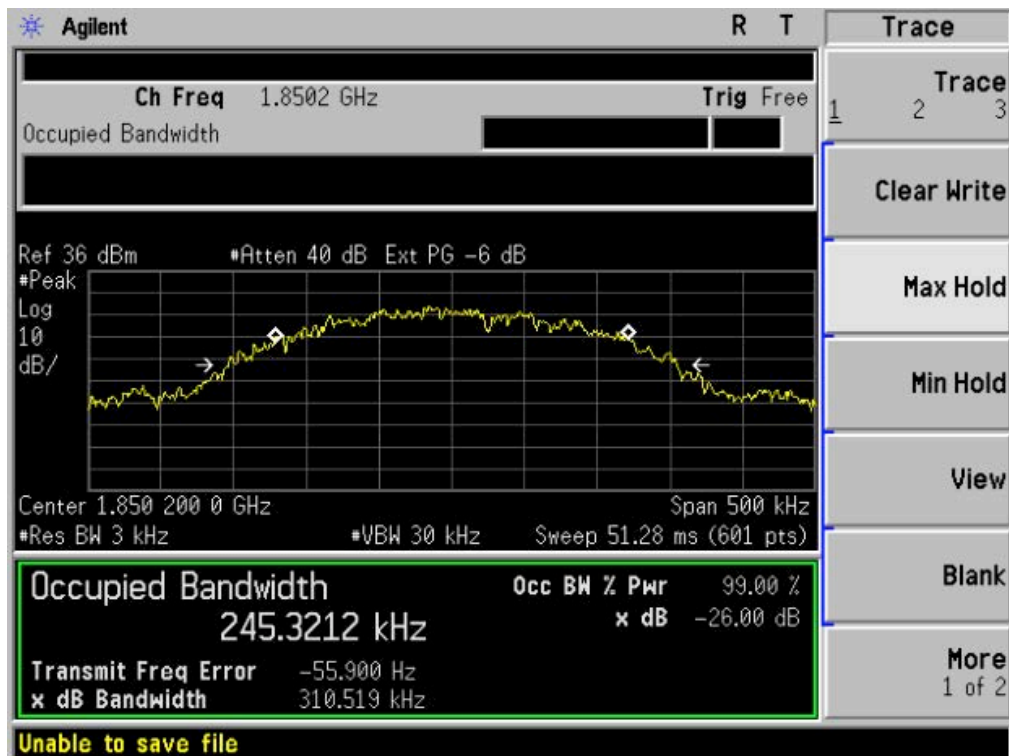 Agilent R T
Trace
Ch Freq 1.8502 GHz Trig Free
Occupied Bandwidth
Trace
1 2 3
Clear Write
Max Hold
Min Hold
View
Blank
More
1 of 2
Ref 36 dBm #Atten 40 dB Ext PG -6 dB
#Peak
Log
10
dB/
Center 1.850 200 0 GHz Span 500 kHz
#Res BW 3 kHz #VBW 30 kHz Sweep 51.28 ms (601 pts)
Occupied Bandwidth Occ BW % Pwr 99.00 %
245.3212 kHz x dB -26.00 dB
Transmit Freq Error -55.900 Hz
x dB Bandwidth 310.519 kHz
Unable to save file